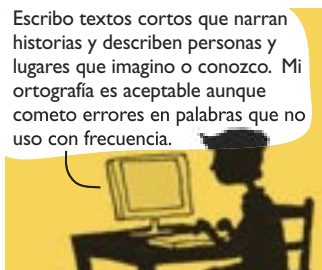 Escribo textos cortos que narran
historias y describen personas y
lugares que imagino o conozco.  Mi
ortografía es aceptable aunque
cometo errores en palabras que no
uso con frecuencia.